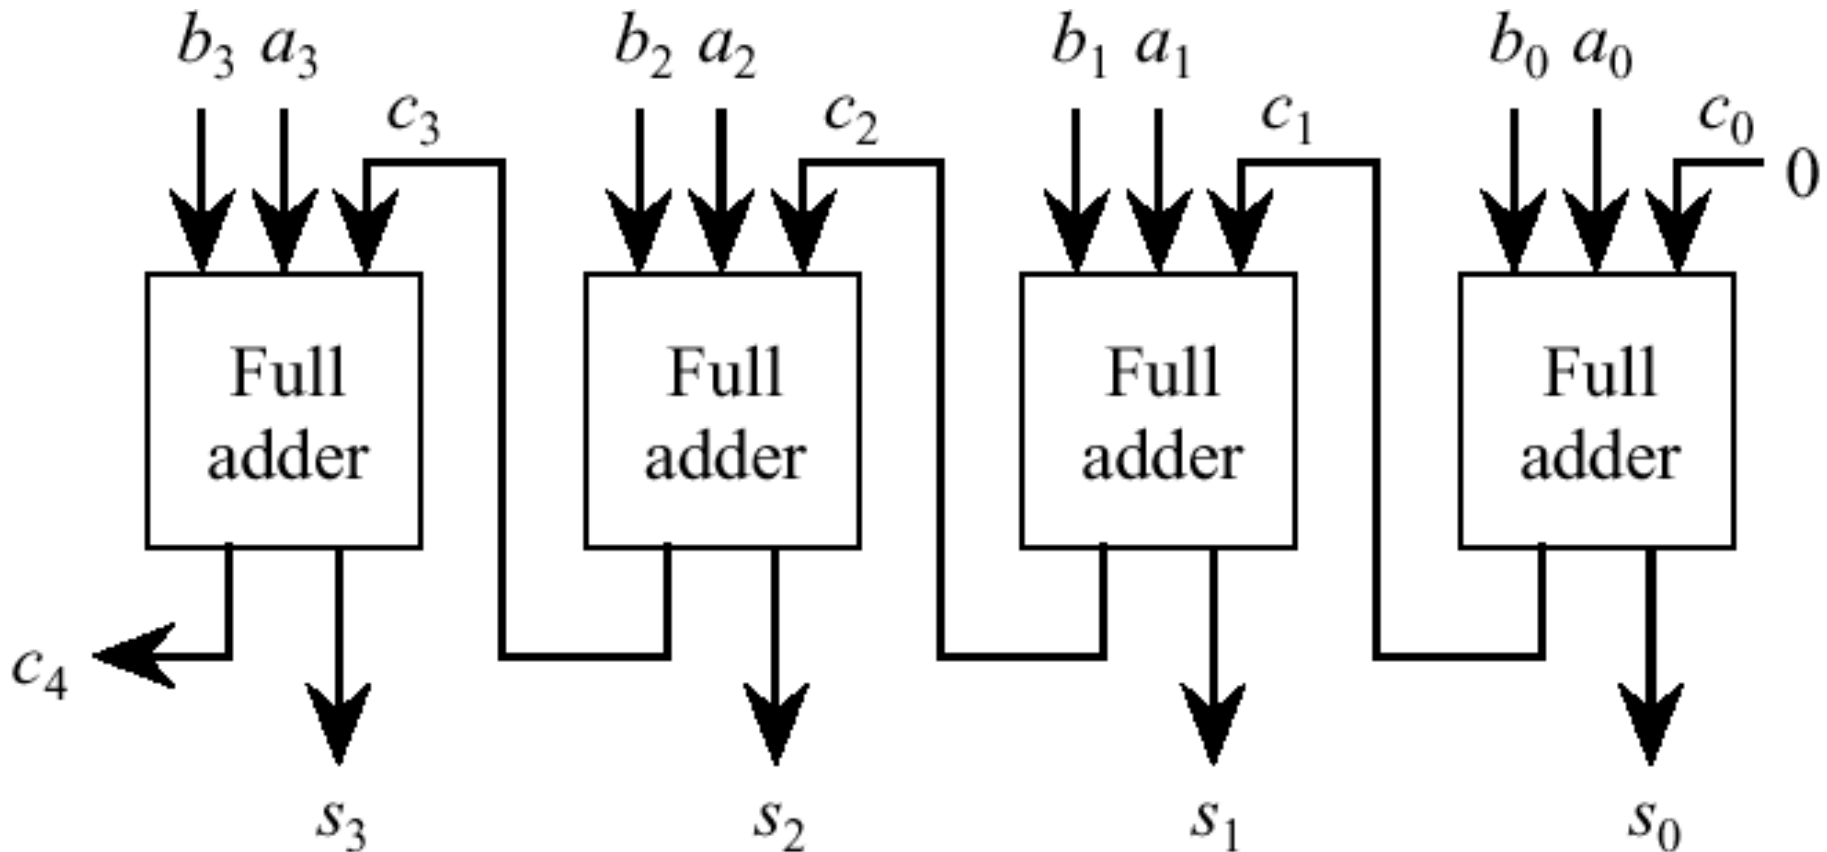 b₃ a₃ b₂ a₂ b₁ a₁ b₀ a₀
c₃ c₂ c₁ c₀
0
Full adder
Full adder
Full adder
Full adder
c₄
s₃ s₂ s₁ s₀